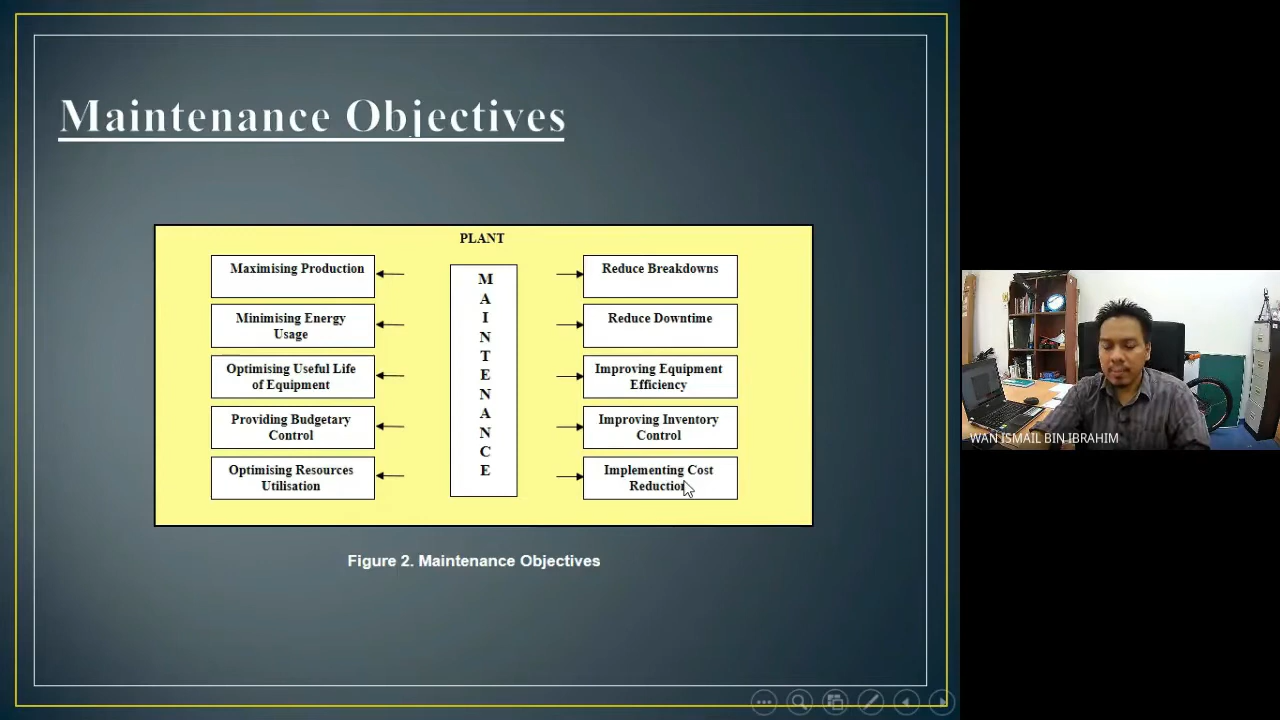 Maintenance Objectives
PLANT
Maximising Production
Minimising Energy
Usage
Optimising Useful Life
of Equipment
Providing Budgetary
Control
Optimising Resources
Utilisation
M
A
I
N
T
E
N
A
N
C
E
Reduce Breakdowns
Reduce Downtime
Improving Equipment
Efficiency
Improving Inventory
Control
Implementing Cost
Reduction
Figure 2. Maintenance Objectives
WAN ISMAIL BIN IBRAHIM